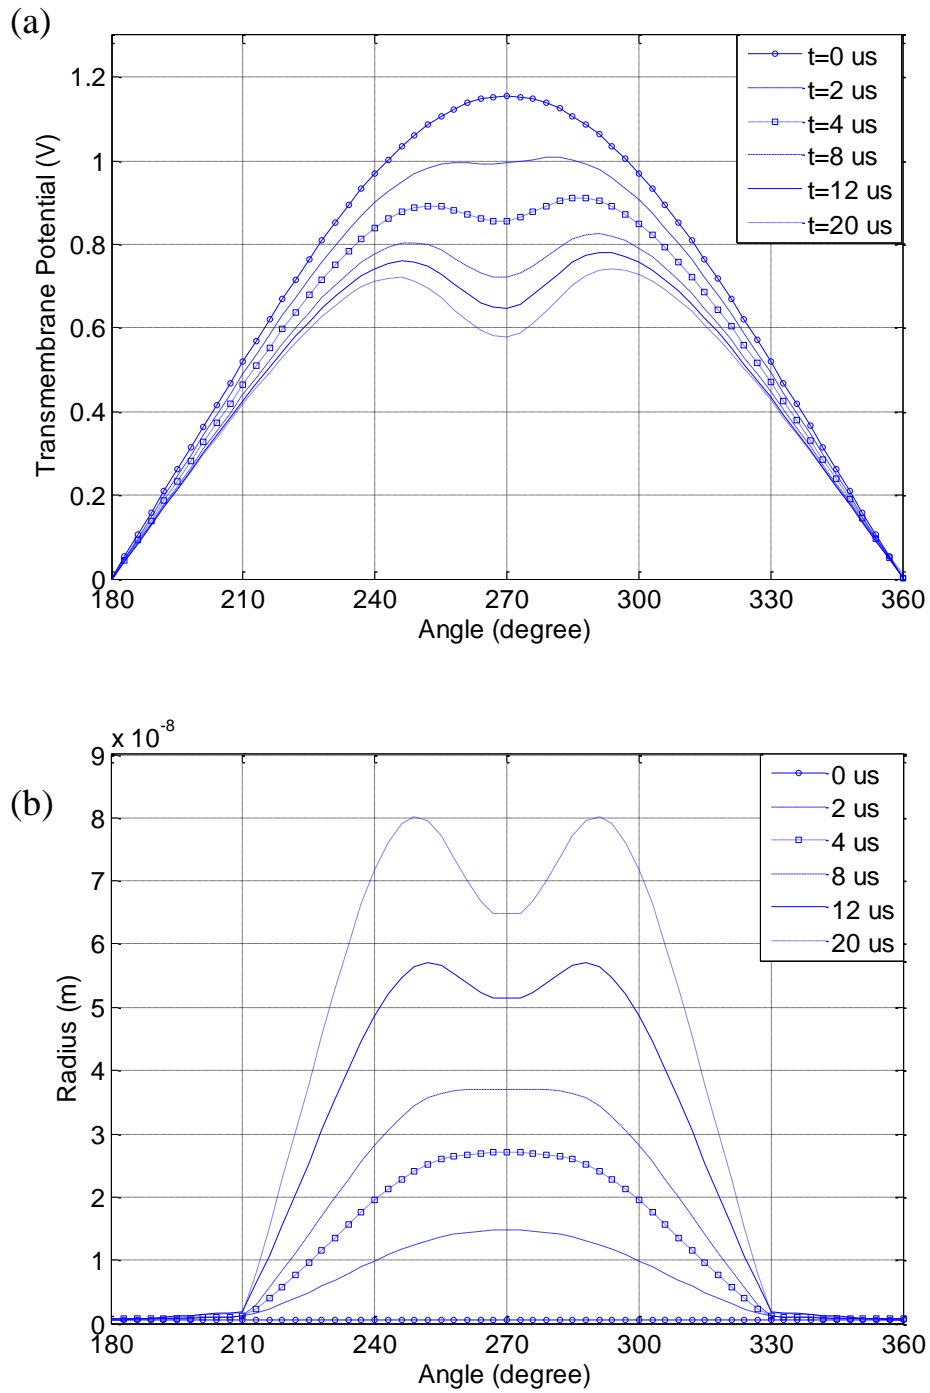 (a)
Transmembrane Potential (V)
1.2
1
0.8
0.6
0.4
0.2
0
180 210 240 270 300 330 360
Angle (degree)
t=0 us
t=2 us
t=4 us
t=8 us
t=12 us
t=20 us
(b)
x 10^-8
Radius (m)
9
8
7
6
5
4
3
2
1
0
180 210 240 270 300 330 360
Angle (degree)
0 us
2 us
4 us
8 us
12 us
20 us